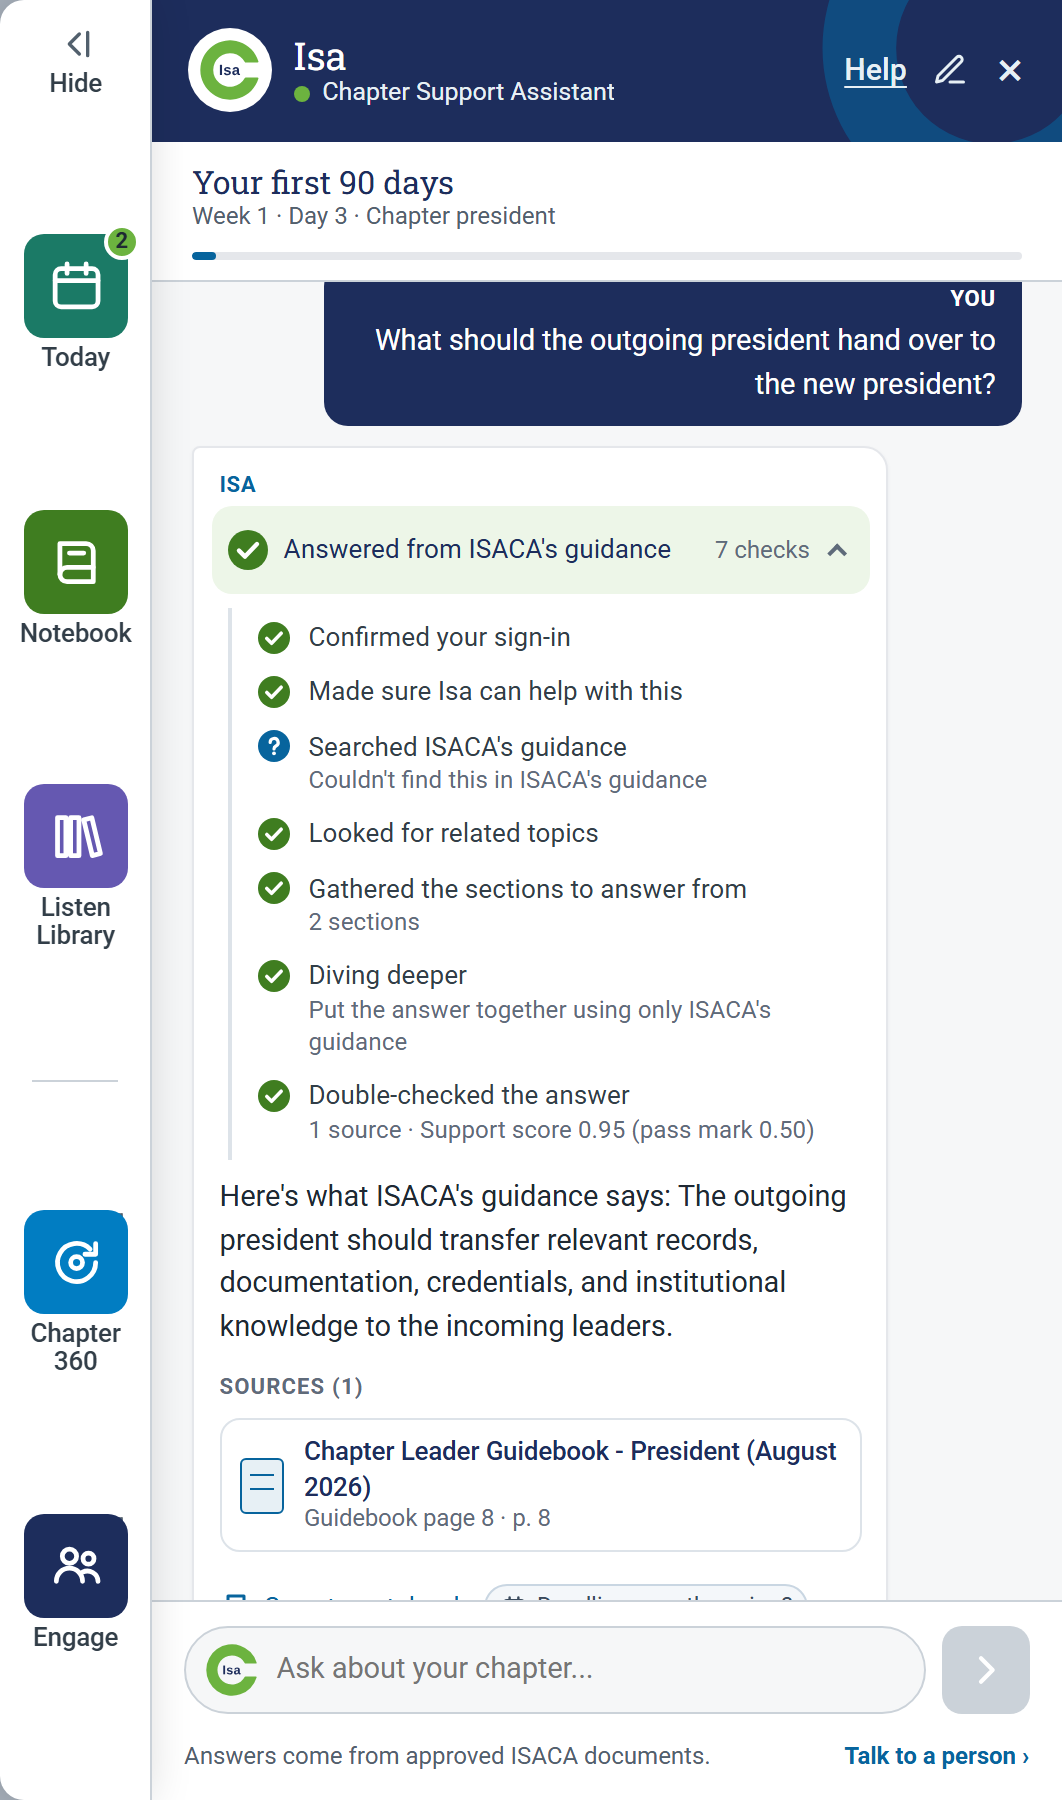 Hide
2
Today
Notebook
Listen
Library
Chapter
360
Engage
Isa
Isa
Chapter Support Assistant
Help
Your first 90 days
Week 1 · Day 3 · Chapter president
YOU
What should the outgoing president hand over to
the new president?
ISA
Answered from ISACA's guidance
7 checks
Confirmed your sign-in
Made sure Isa can help with this
Searched ISACA's guidance
Couldn't find this in ISACA's guidance
Looked for related topics
Gathered the sections to answer from
2 sections
Diving deeper
Put the answer together using only ISACA's
guidance
Double-checked the answer
1 source · Support score 0.95 (pass mark 0.50)
Here's what ISACA's guidance says: The outgoing
president should transfer relevant records,
documentation, credentials, and institutional
knowledge to the incoming leaders.
SOURCES (1)
Chapter Leader Guidebook - President (August
2026)
Guidebook page 8 · p. 8
Isa
Ask about your chapter...
Answers come from approved ISACA documents.
Talk to a person ›